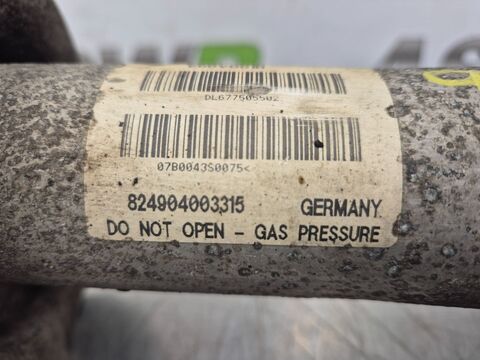 DL677505502
07B0043S0075<
824904003315 GERMANY
DO NOT OPEN - GAS PRESSURE